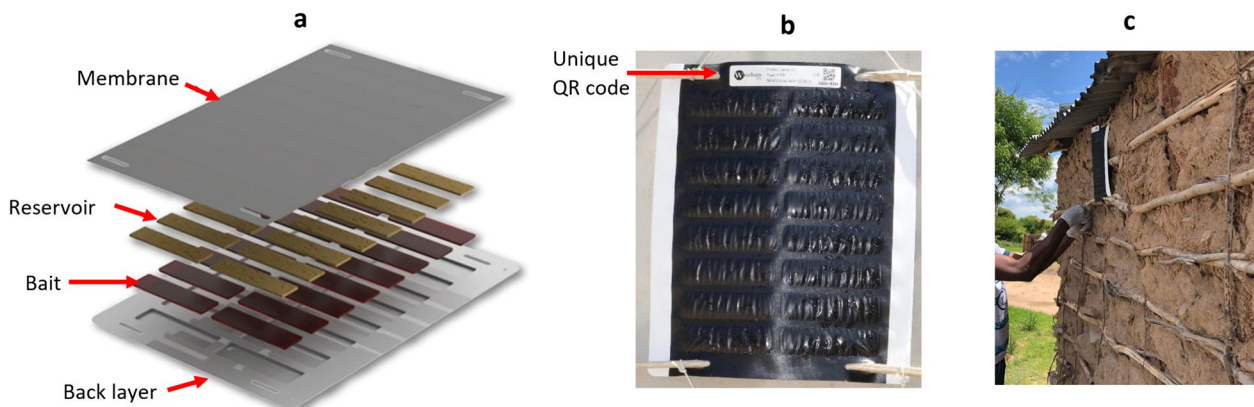 a
Membrane
Reservoir
Bait
Back layer
b
Unique
QR code
c